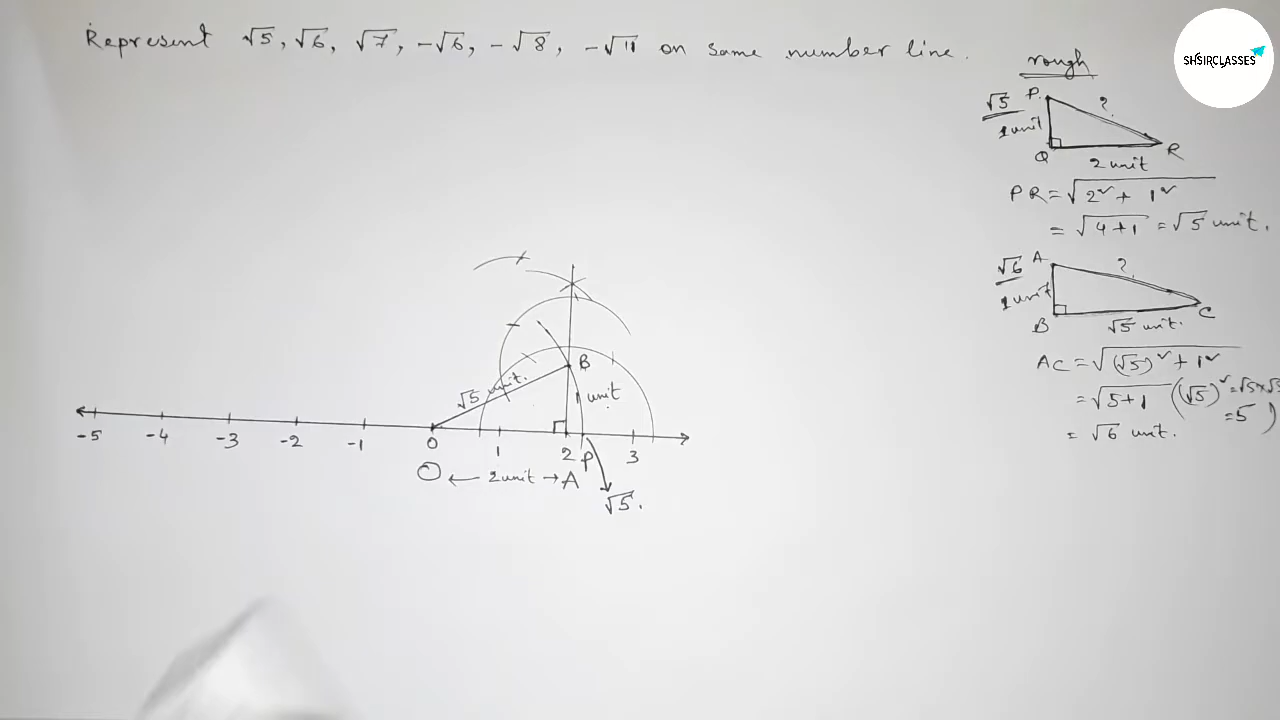 Represent √5, √6, √7, -√6, -√8, -√11 on same number line.
SHSIRCLASSES
rough
√5 P ?
1 unit
Q R
2 unit
PR = √2² + 1²
= √4+1 = √5 unit.
√6 A ?
1 unit
B C
√5 unit.
AC = √(√5)² + 1²
= √5+1 ((√5)² = √5×√5
= 5)
= √6 unit.
B
√5 unit. 1 unit
-5 -4 -3 -2 -1 0 1 2 P 3
O ← 2 unit → A
√5.